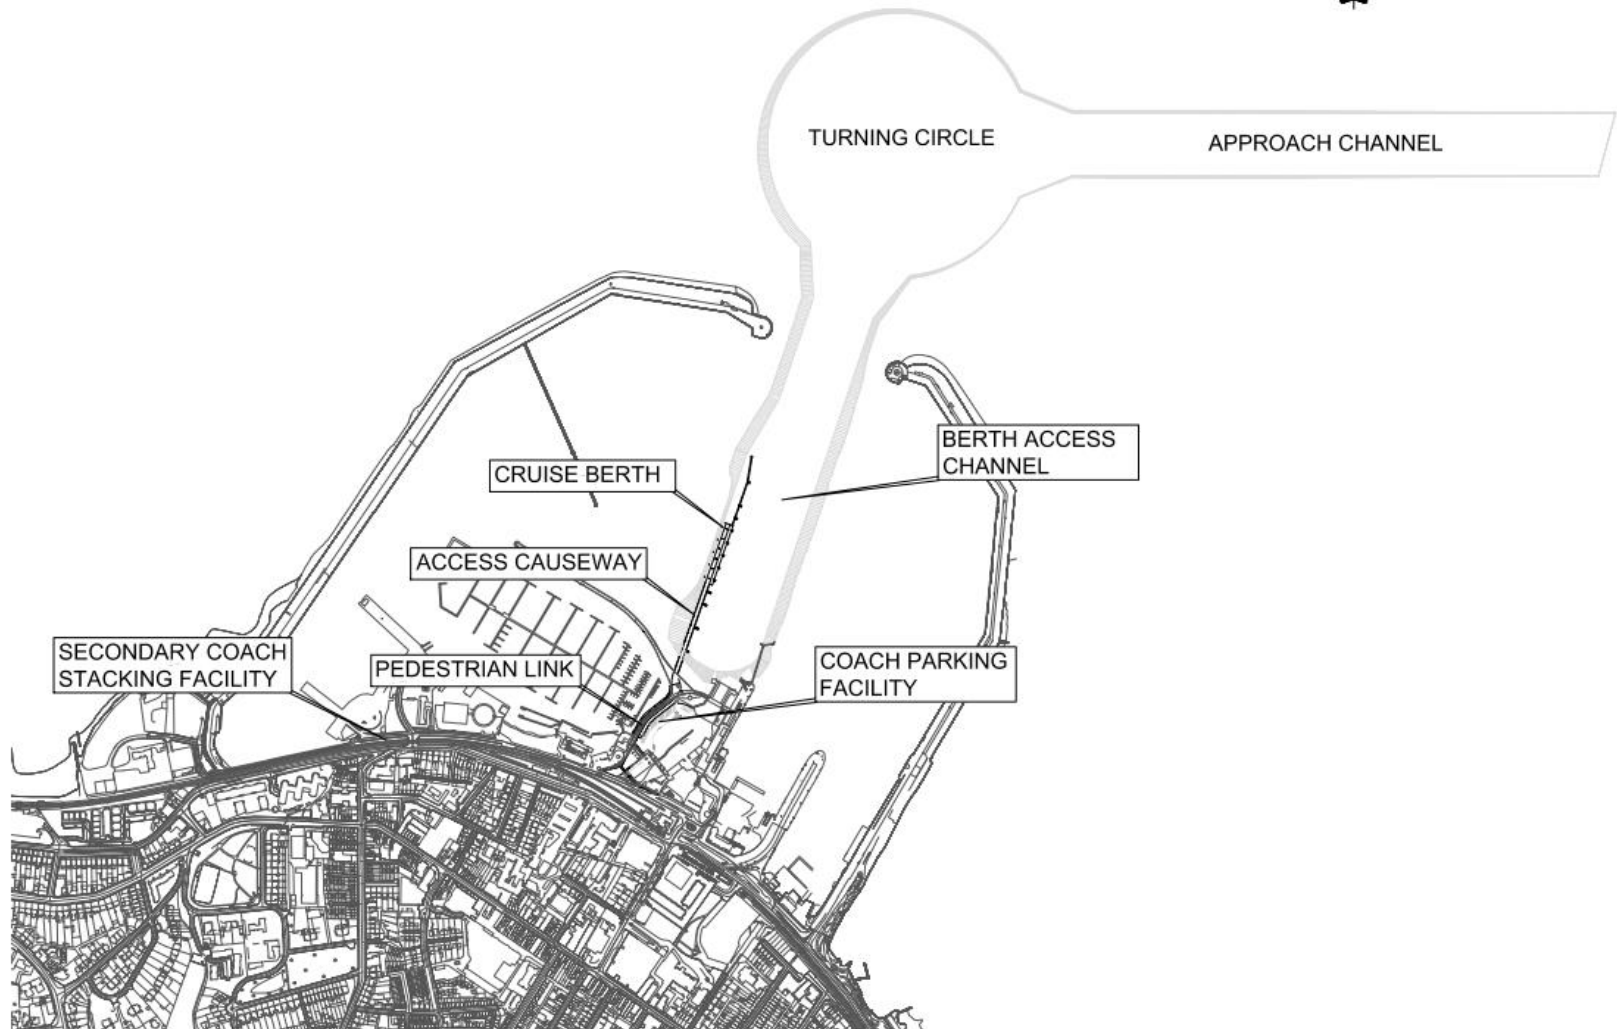 TURNING CIRCLE
APPROACH CHANNEL
BERTH ACCESS
CHANNEL
CRUISE BERTH
ACCESS CAUSEWAY
SECONDARY COACH
STACKING FACILITY
PEDESTRIAN LINK
COACH PARKING
FACILITY